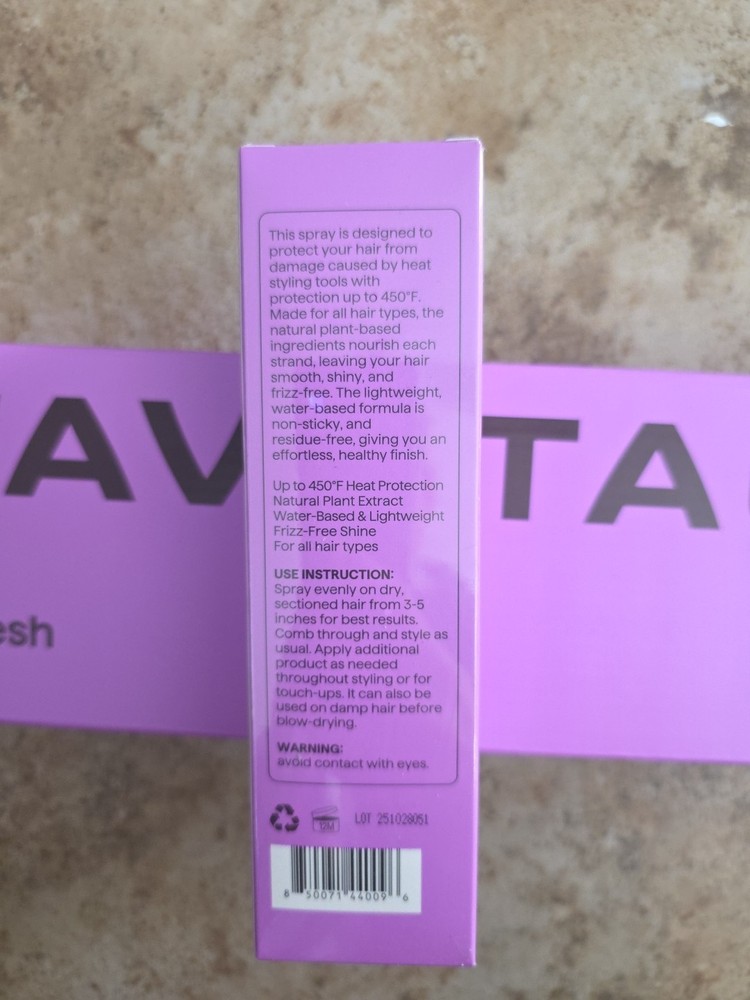 This spray is designed to
protect your hair from
damage caused by heat
styling tools with
protection up to 450°F.
Made for all hair types, the
natural plant-based
ingredients nourish each
strand, leaving your hair
smooth, shiny, and
frizz-free. The lightweight,
water-based formula is
non-sticky, and
residue-free, giving you an
effortless, healthy finish.
Up to 450°F Heat Protection
Natural Plant Extract
Water-Based & Lightweight
Frizz-Free Shine
For all hair types
USE INSTRUCTION:
Spray evenly on dry,
sectioned hair from 3-5
inches for best results.
Comb through and style as
usual. Apply additional
product as needed
throughout styling or for
touch-ups. It can also be
used on damp hair before
blow-drying.
WARNING:
avoid contact with eyes.
12M LOT 251028051
8 50071 44009 6
AV TA
esh